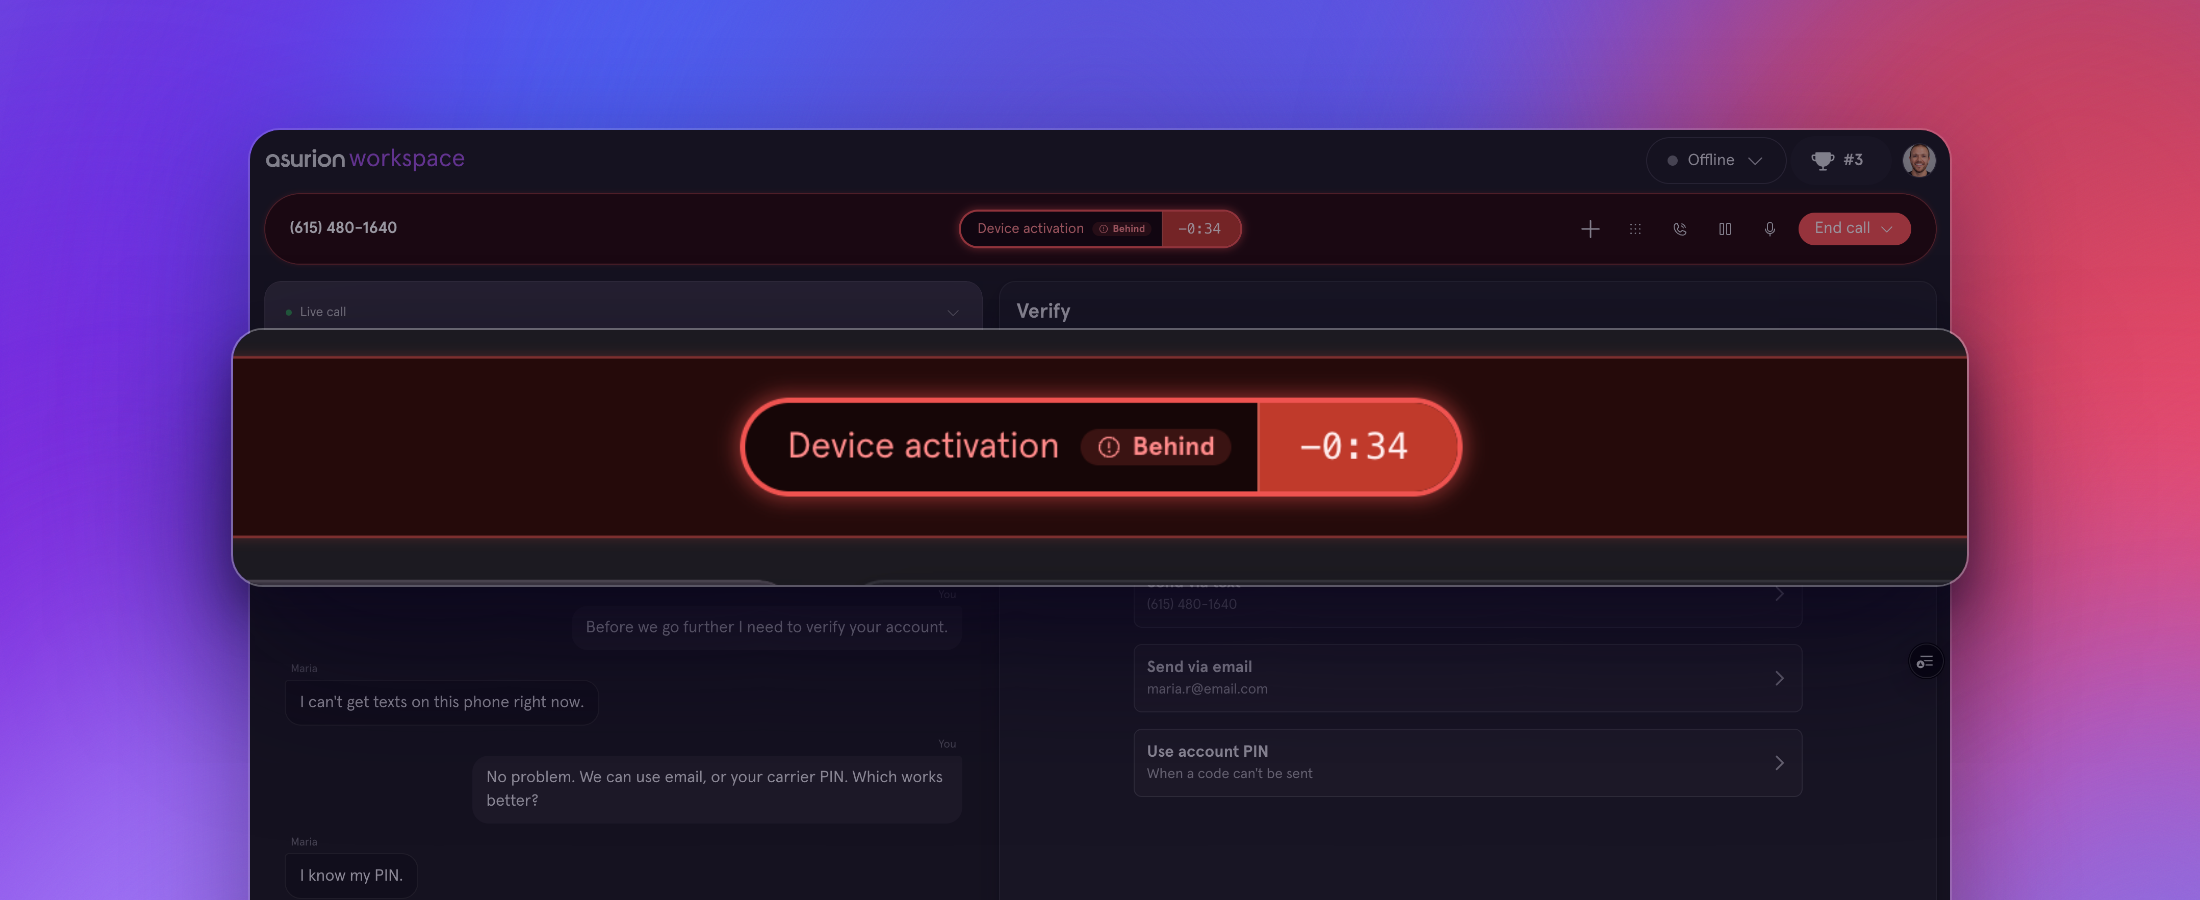 asurion workspace
Offline
#3
(615) 480-1640
Device activation Behind -0:34
End call
Live call
Verify
Device activation Behind -0:34
You
Before we go further I need to verify your account.
Maria
I can't get texts on this phone right now.
You
No problem. We can use email, or your carrier PIN. Which works
better?
Maria
I know my PIN.
(615) 480-1640
Send via email
maria.r@email.com
Use account PIN
When a code can't be sent